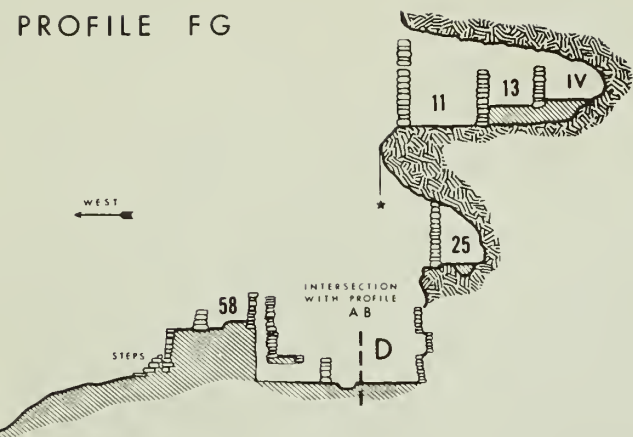 PROFILE FG
11
13
IV
WEST
25
INTERSECTION
WITH PROFILE
AB
58
D
STEPS